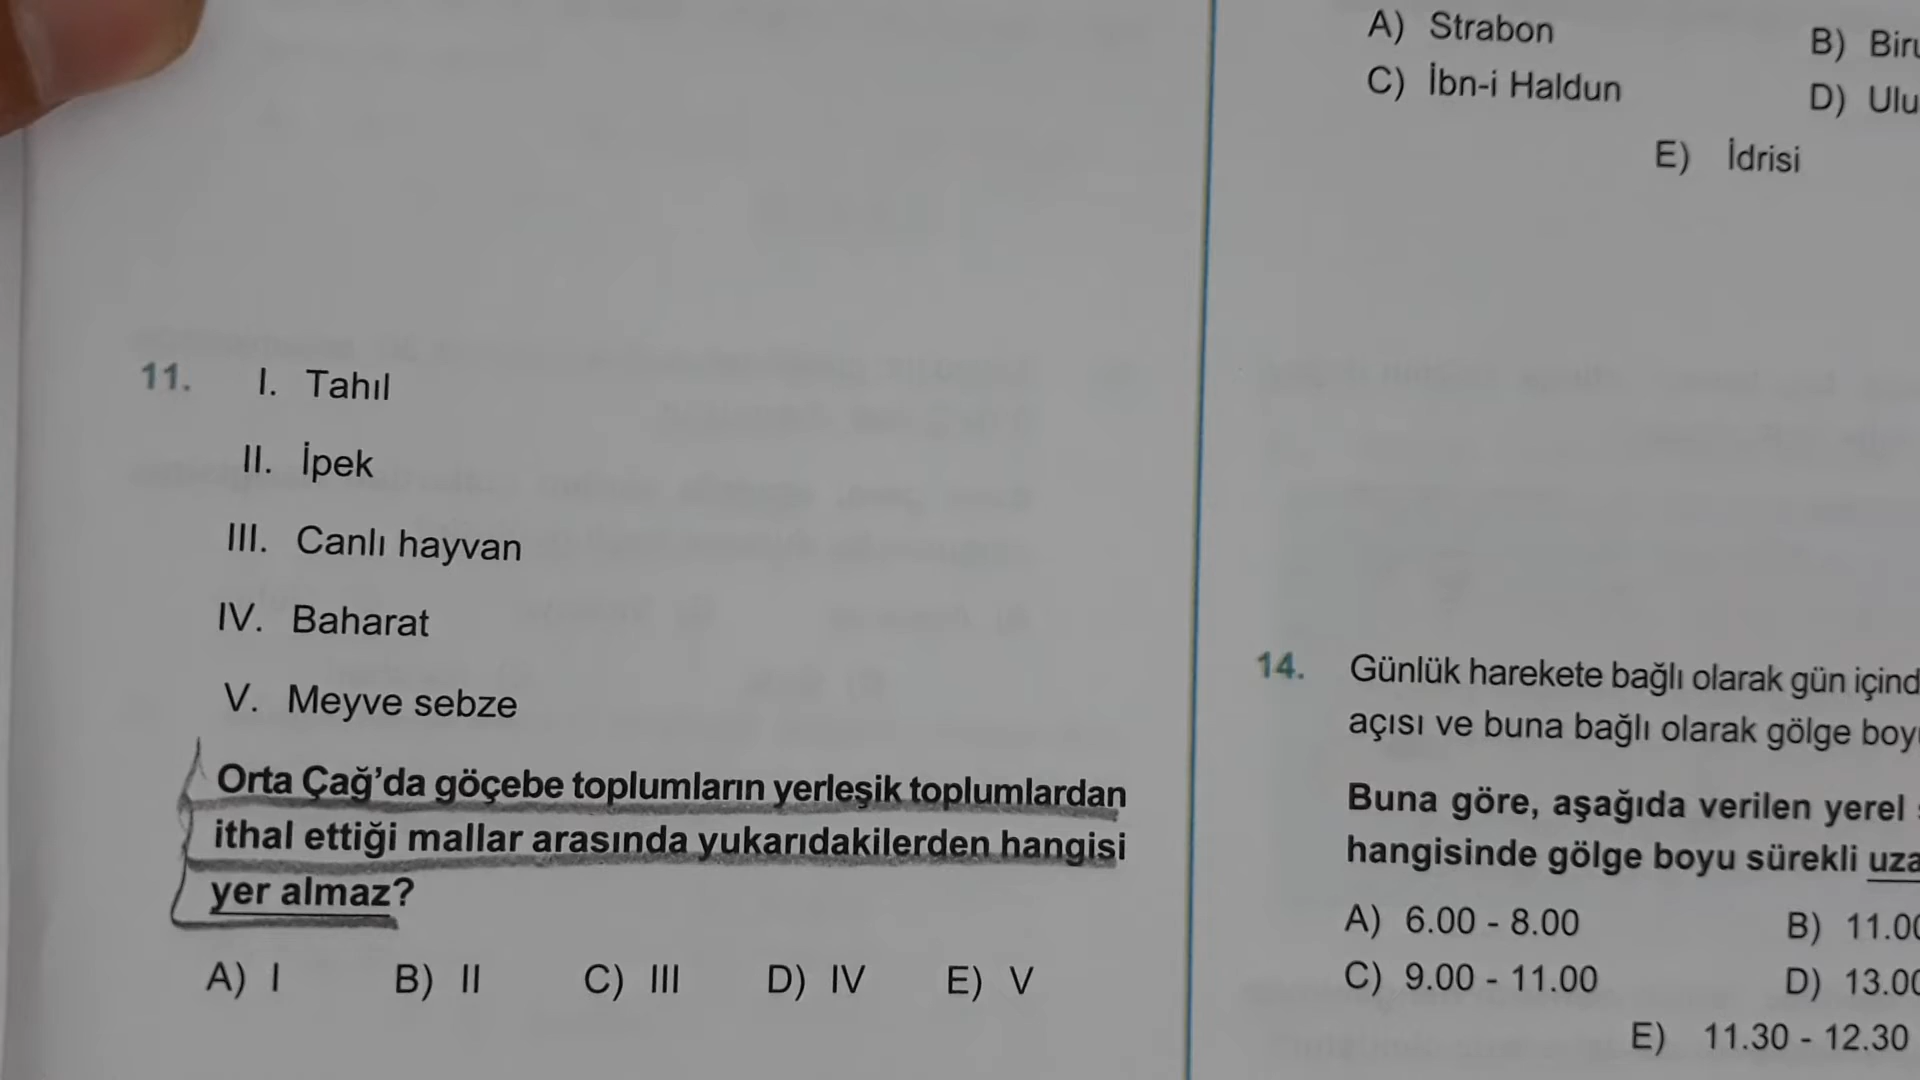 11. I. Tahıl
II. İpek
III. Canlı hayvan
IV. Baharat
V. Meyve sebze
Orta Çağ'da göçebe toplumların yerleşik toplumlardan
ithal ettiği mallar arasında yukarıdakilerden hangisi
yer almaz?
A) I B) II C) III D) IV E) V
A) Strabon B)
C) İbn-i Haldun D)
E) İdrisi
14. Günlük harekete bağlı olarak gün
açısı ve buna bağlı olarak gölge
Buna göre, aşağıda verilen yerel
hangisinde gölge boyu sürekli
A) 6.00 - 8.00 B)
C) 9.00 - 11.00 D)
E) 11.30 - 12.30